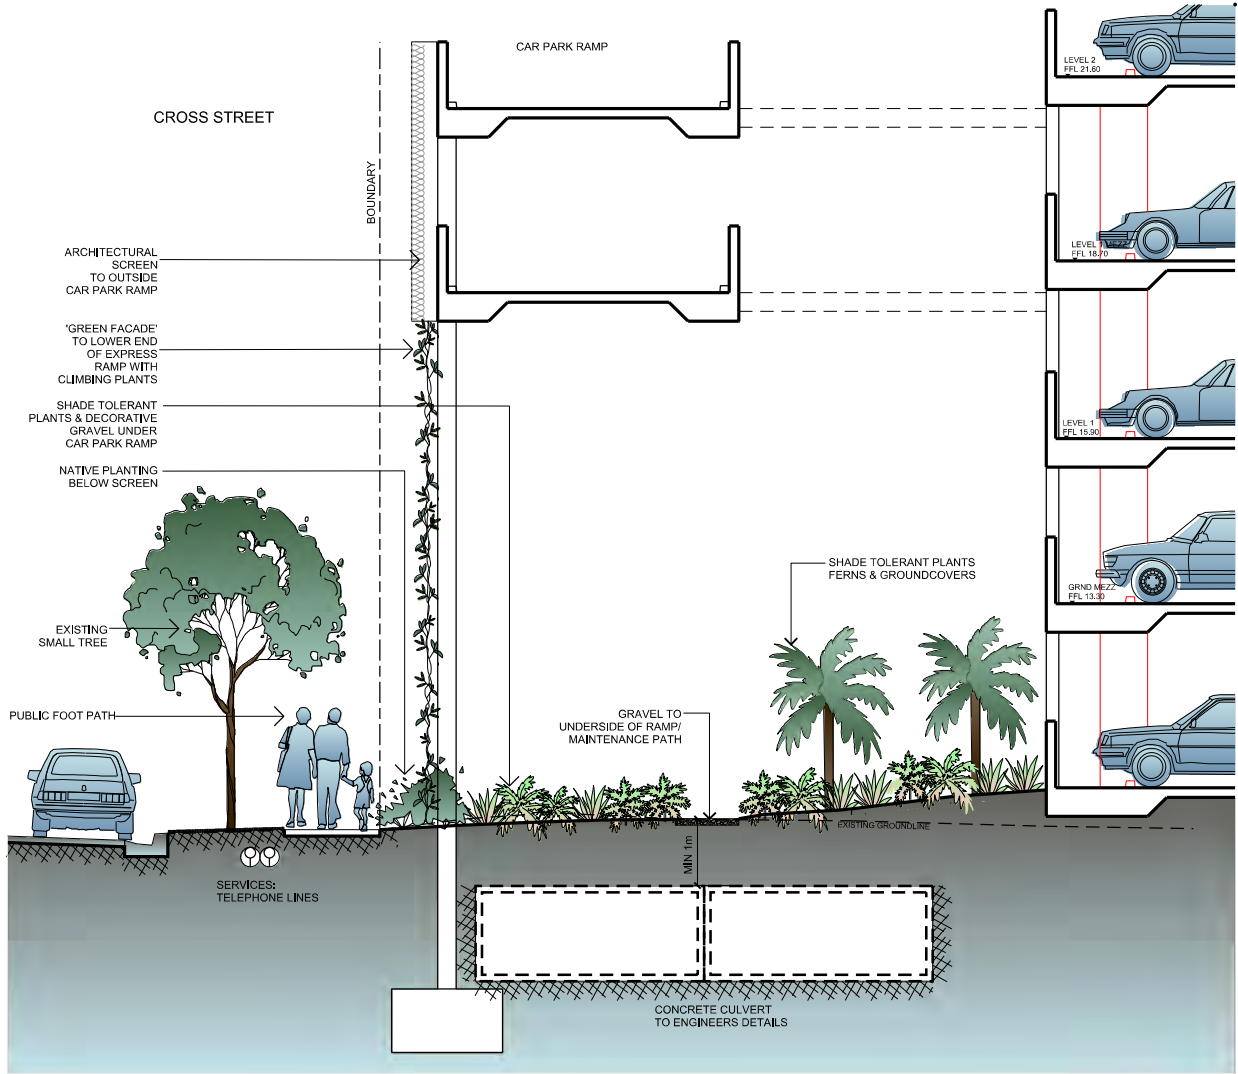 CAR PARK RAMP
LEVEL 2
FFL 21.60
CROSS STREET
BOUNDARY
ARCHITECTURAL
SCREEN
TO OUTSIDE
CAR PARK RAMP
LEVEL 1 MEZZ
FFL 18.70
'GREEN FACADE'
TO LOWER END
OF EXPRESS
RAMP WITH
CLIMBING PLANTS
SHADE TOLERANT
PLANTS & DECORATIVE
GRAVEL UNDER
CAR PARK RAMP
LEVEL 1
FFL 15.90
NATIVE PLANTING
BELOW SCREEN
SHADE TOLERANT PLANTS
FERNS & GROUNDCOVERS
GRND MEZZ
FFL 13.30
EXISTING
SMALL TREE
PUBLIC FOOT PATH
GRAVEL TO
UNDERSIDE OF RAMP/
MAINTENANCE PATH
EXISTING GROUNDLINE
MIN 1m
SERVICES:
TELEPHONE LINES
CONCRETE CULVERT
TO ENGINEERS DETAILS